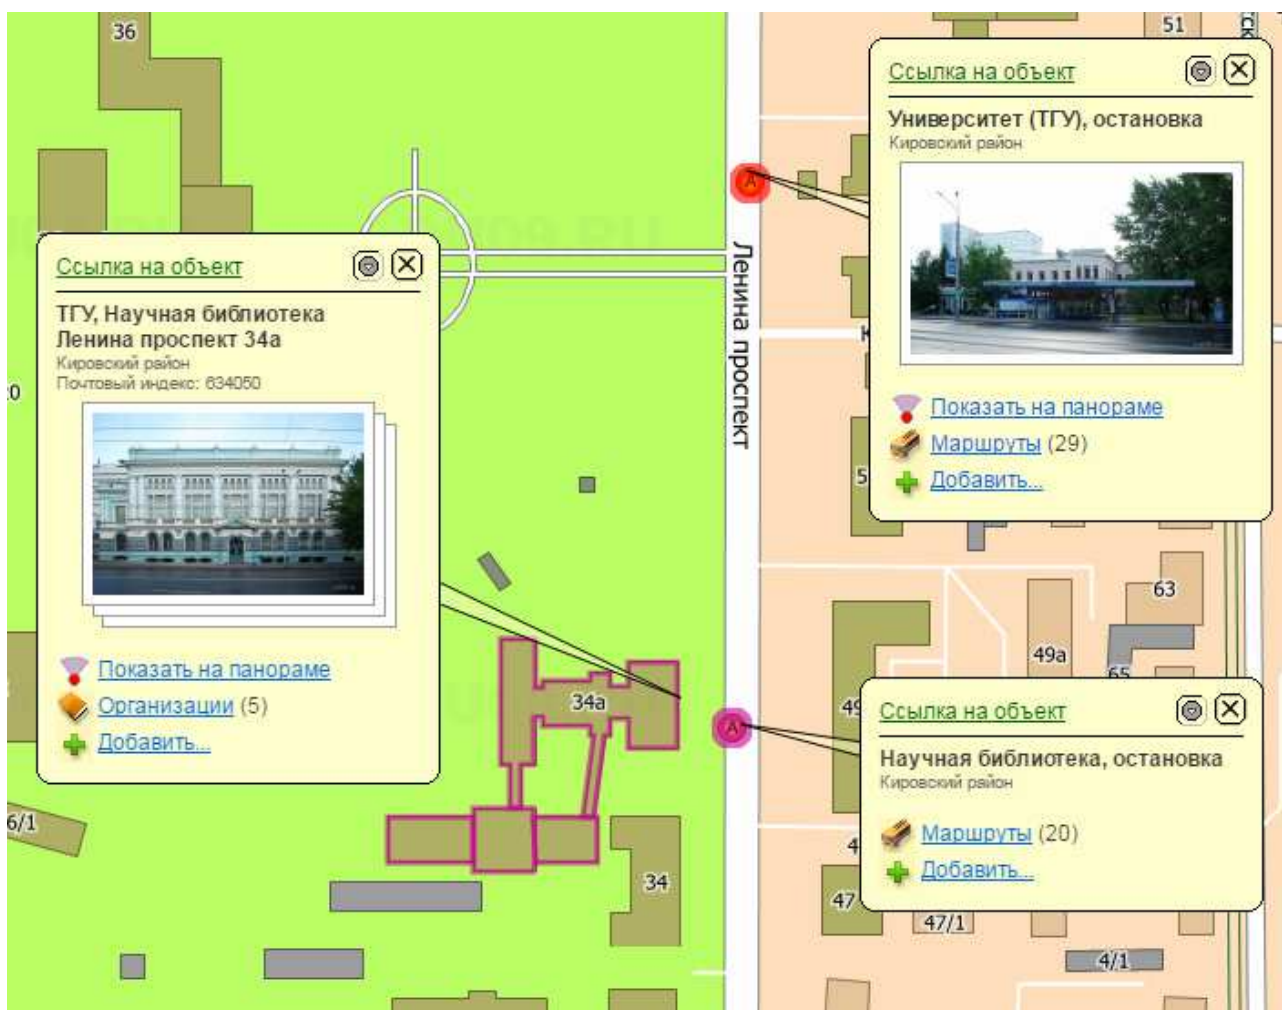 36
51
Ссылка на объект
Университет (ТГУ), остановка
Кировский район
Показать на панораме
Маршруты (29)
Добавить...
Ленина проспект
Ссылка на объект
ТГУ, Научная библиотека
Ленина проспект 34а
Кировский район
Почтовый индекс: 634050
Показать на панораме
Организации (5)
Добавить...
63
49а
65
34а
A
A
Ссылка на объект
Научная библиотека, остановка
Кировский район
Маршруты (20)
Добавить...
6/1
34
47
47/1
4/1